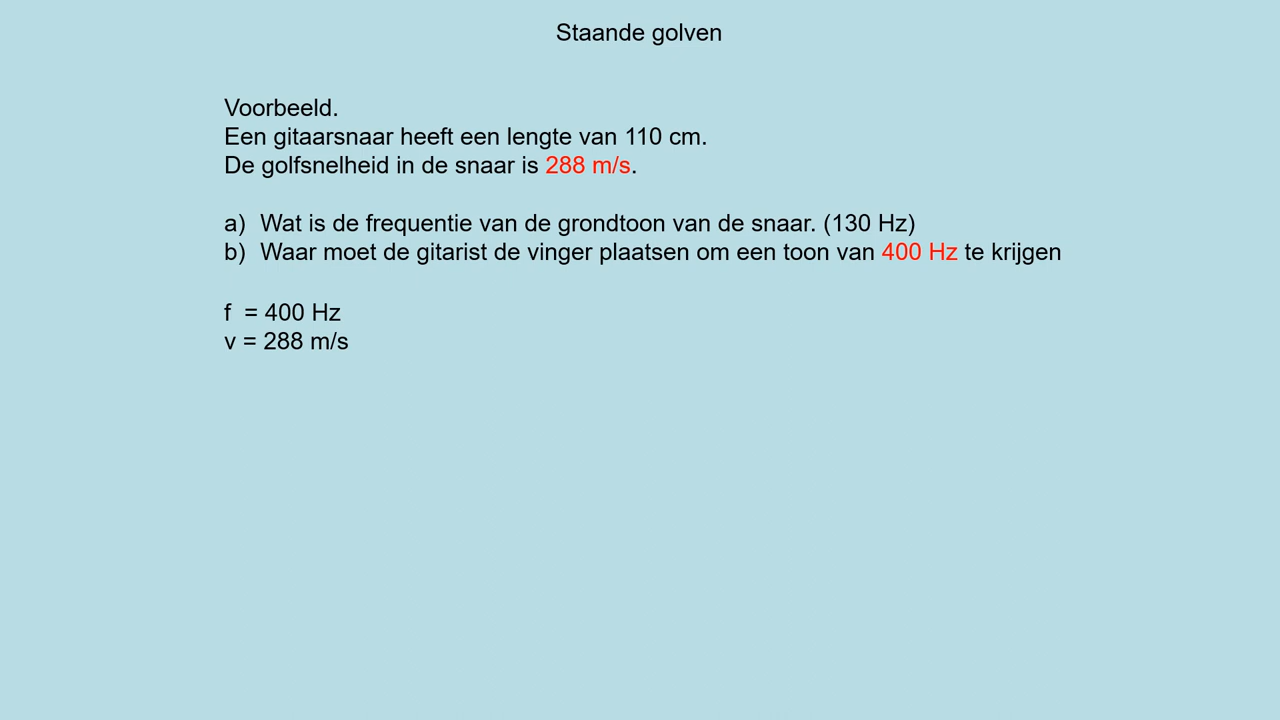 Staande golven
Voorbeeld.
Een gitaarsnaar heeft een lengte van 110 cm.
De golfsnelheid in de snaar is 288 m/s.
a) Wat is de frequentie van de grondtoon van de snaar. (130 Hz)
b) Waar moet de gitarist de vinger plaatsen om een toon van 400 Hz te krijgen
f = 400 Hz
v = 288 m/s